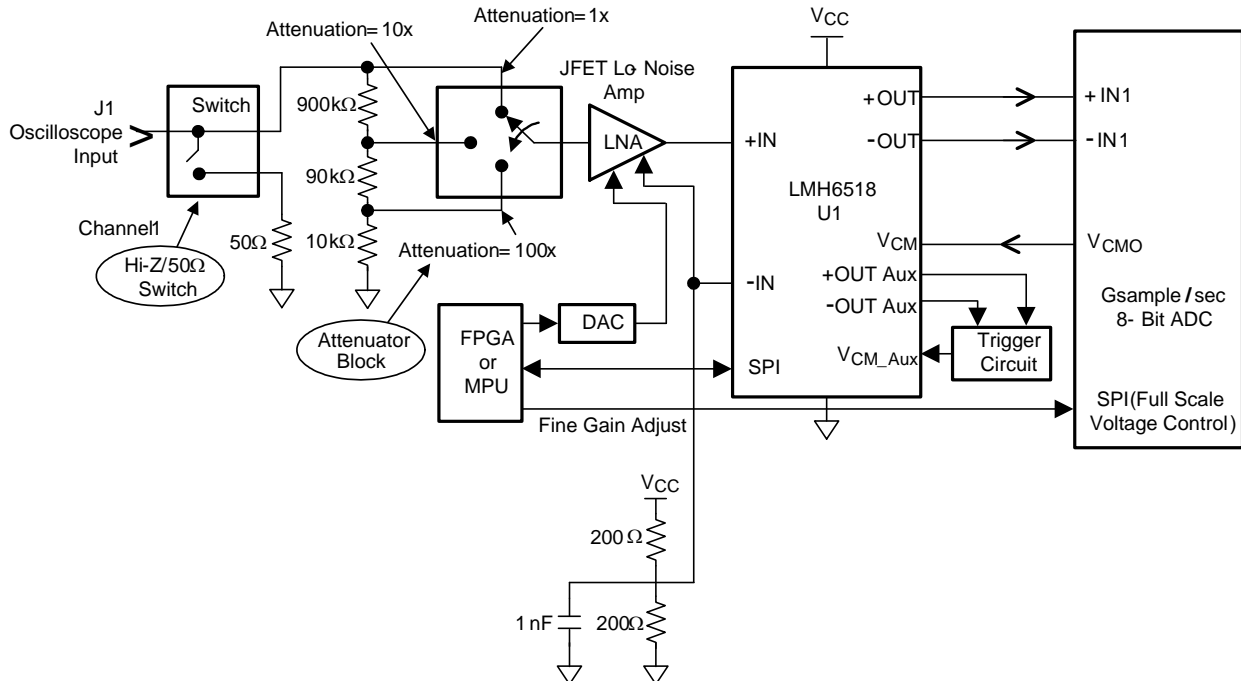 Attenuation= 1x
Attenuation= 10x
VCC
JFET Lo- Noise
Amp
J1
Oscilloscope
Input
Switch
900kΩ
+OUT
+ IN1
LNA
+IN
-OUT
- IN1
90kΩ
LMH6518
U1
Channel1
50Ω
10kΩ
Attenuation= 100x
VCM
VCMO
Hi-Z/50Ω
Switch
+OUT Aux
-IN
-OUT Aux
Gsample/sec
8- Bit ADC
Attenuator
Block
FPGA
or
MPU
DAC
Trigger
Circuit
VCM_Aux
SPI
SPI(Full Scale
Voltage Control)
Fine Gain Adjust
VCC
200 Ω
1 nF
200Ω